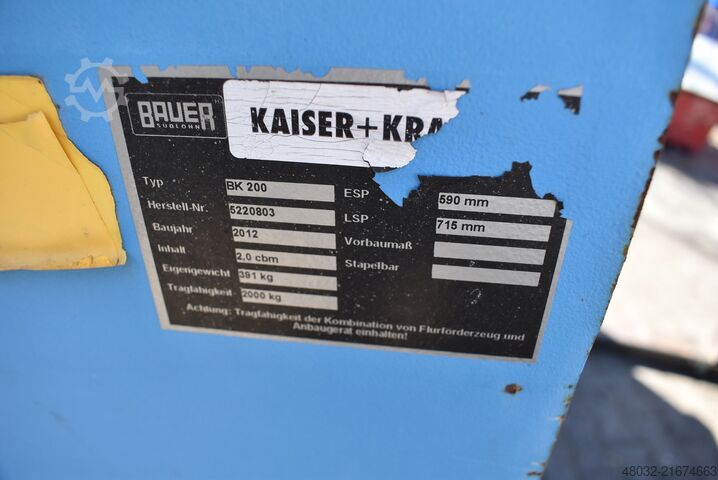 BAUER
SÜDLOHN
KAISER+KRA
Typ BK 200
Herstell-Nr. 5220803
Baujahr 2012
Inhalt 2,0 cbm
Eigengewicht 391 kg
Tragfähigkeit 2000 kg
ESP 590 mm
LSP 715 mm
Vorbaumaß
Stapelbar
Achtung: Tragfähigkeit der Kombination von Flurförderzeug und
Anbaugerät einhalten!
48032-21674663